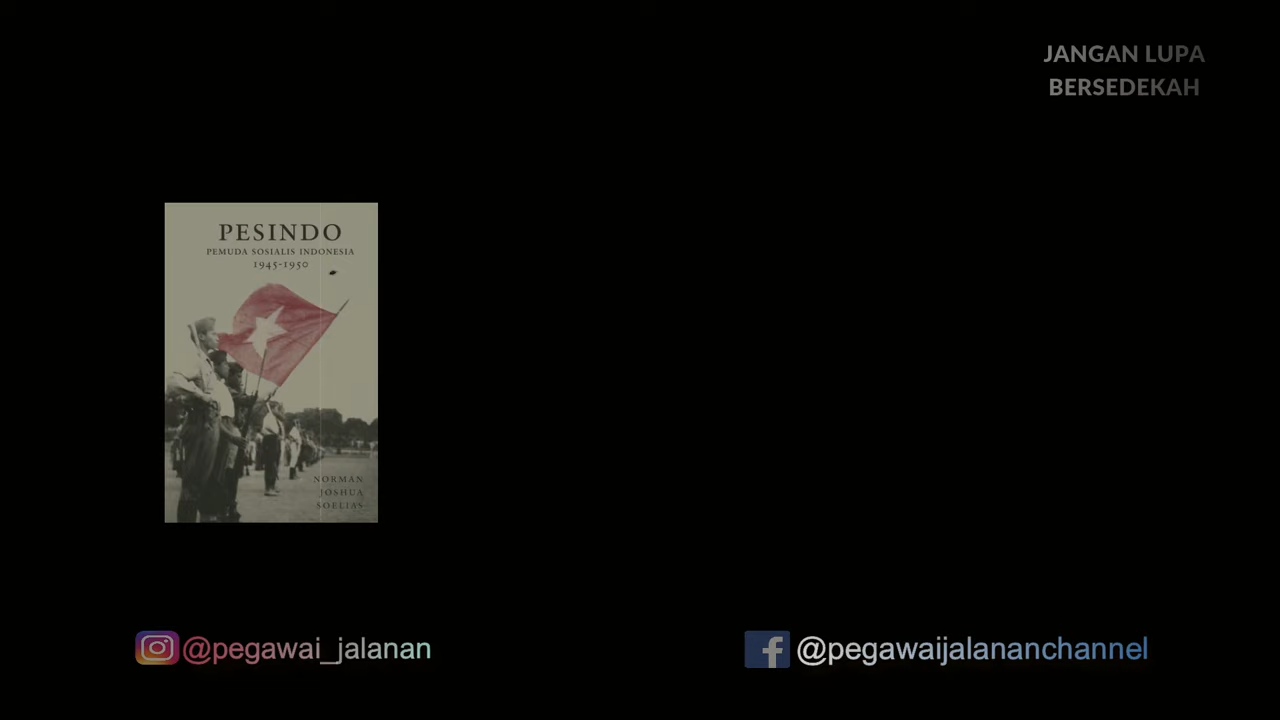 JANGAN LUPA
BERSEDEKAH
PESINDO
PEMUDA SOSIALIS INDONESIA
1945-1950
NORMAN
JOSHUA
SOELIAS
@pegawai_jalanan
@pegawaijalananchannel